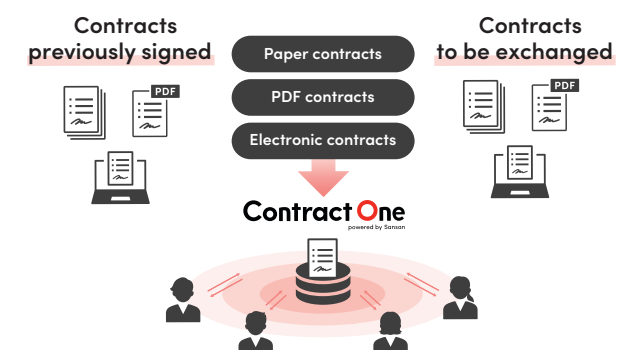 Contracts
previously signed
PDF
Paper contracts
PDF contracts
Electronic contracts
Contracts
to be exchanged
PDF
Contract One
powered by Sansan